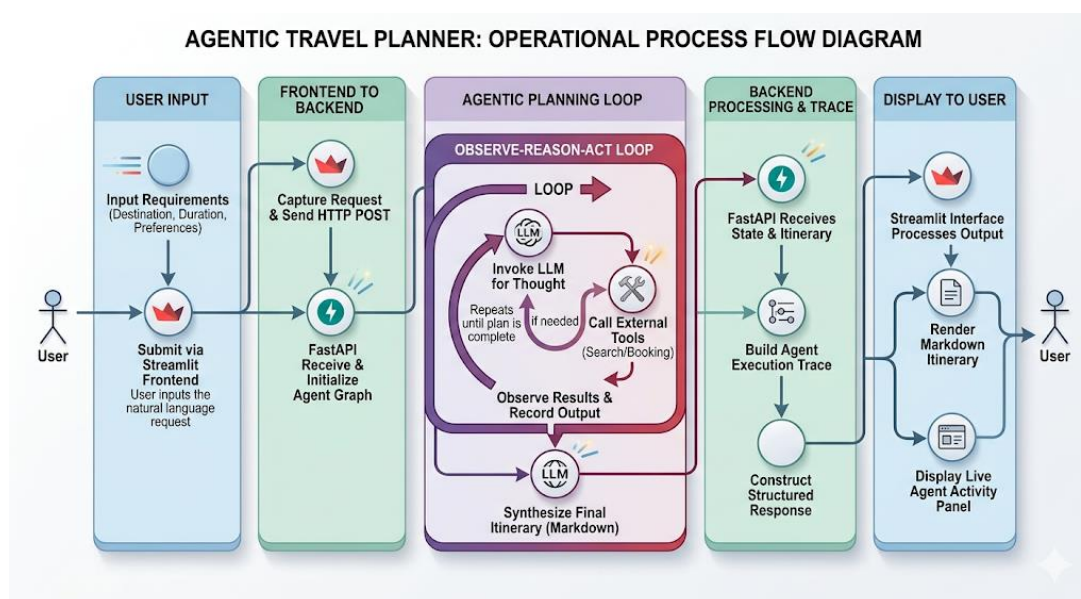 AGENTIC TRAVEL PLANNER: OPERATIONAL PROCESS FLOW DIAGRAM
USER INPUT
Input Requirements
(Destination, Duration,
Preferences)
User
Submit via
Streamlit
Frontend
User inputs the
natural language
request
FRONTEND TO
BACKEND
Capture Request
& Send HTTP POST
FastAPI
Receive &
Initialize
Agent Graph
AGENTIC PLANNING LOOP
OBSERVE-REASON-ACT LOOP
LOOP
LLM
Invoke LLM
for Thought
Repeats
until plan is
complete
if needed
Call External
Tools
(Search/Booking)
Observe Results &
Record Output
LLM
Synthesize Final
Itinerary (Markdown)
BACKEND
PROCESSING & TRACE
FastAPI Receives
State & Itinerary
Build Agent
Execution Trace
Construct
Structured
Response
DISPLAY TO USER
Streamlit Interface
Processes Output
Render
Markdown
Itinerary
Display Live
Agent Activity
Panel
User